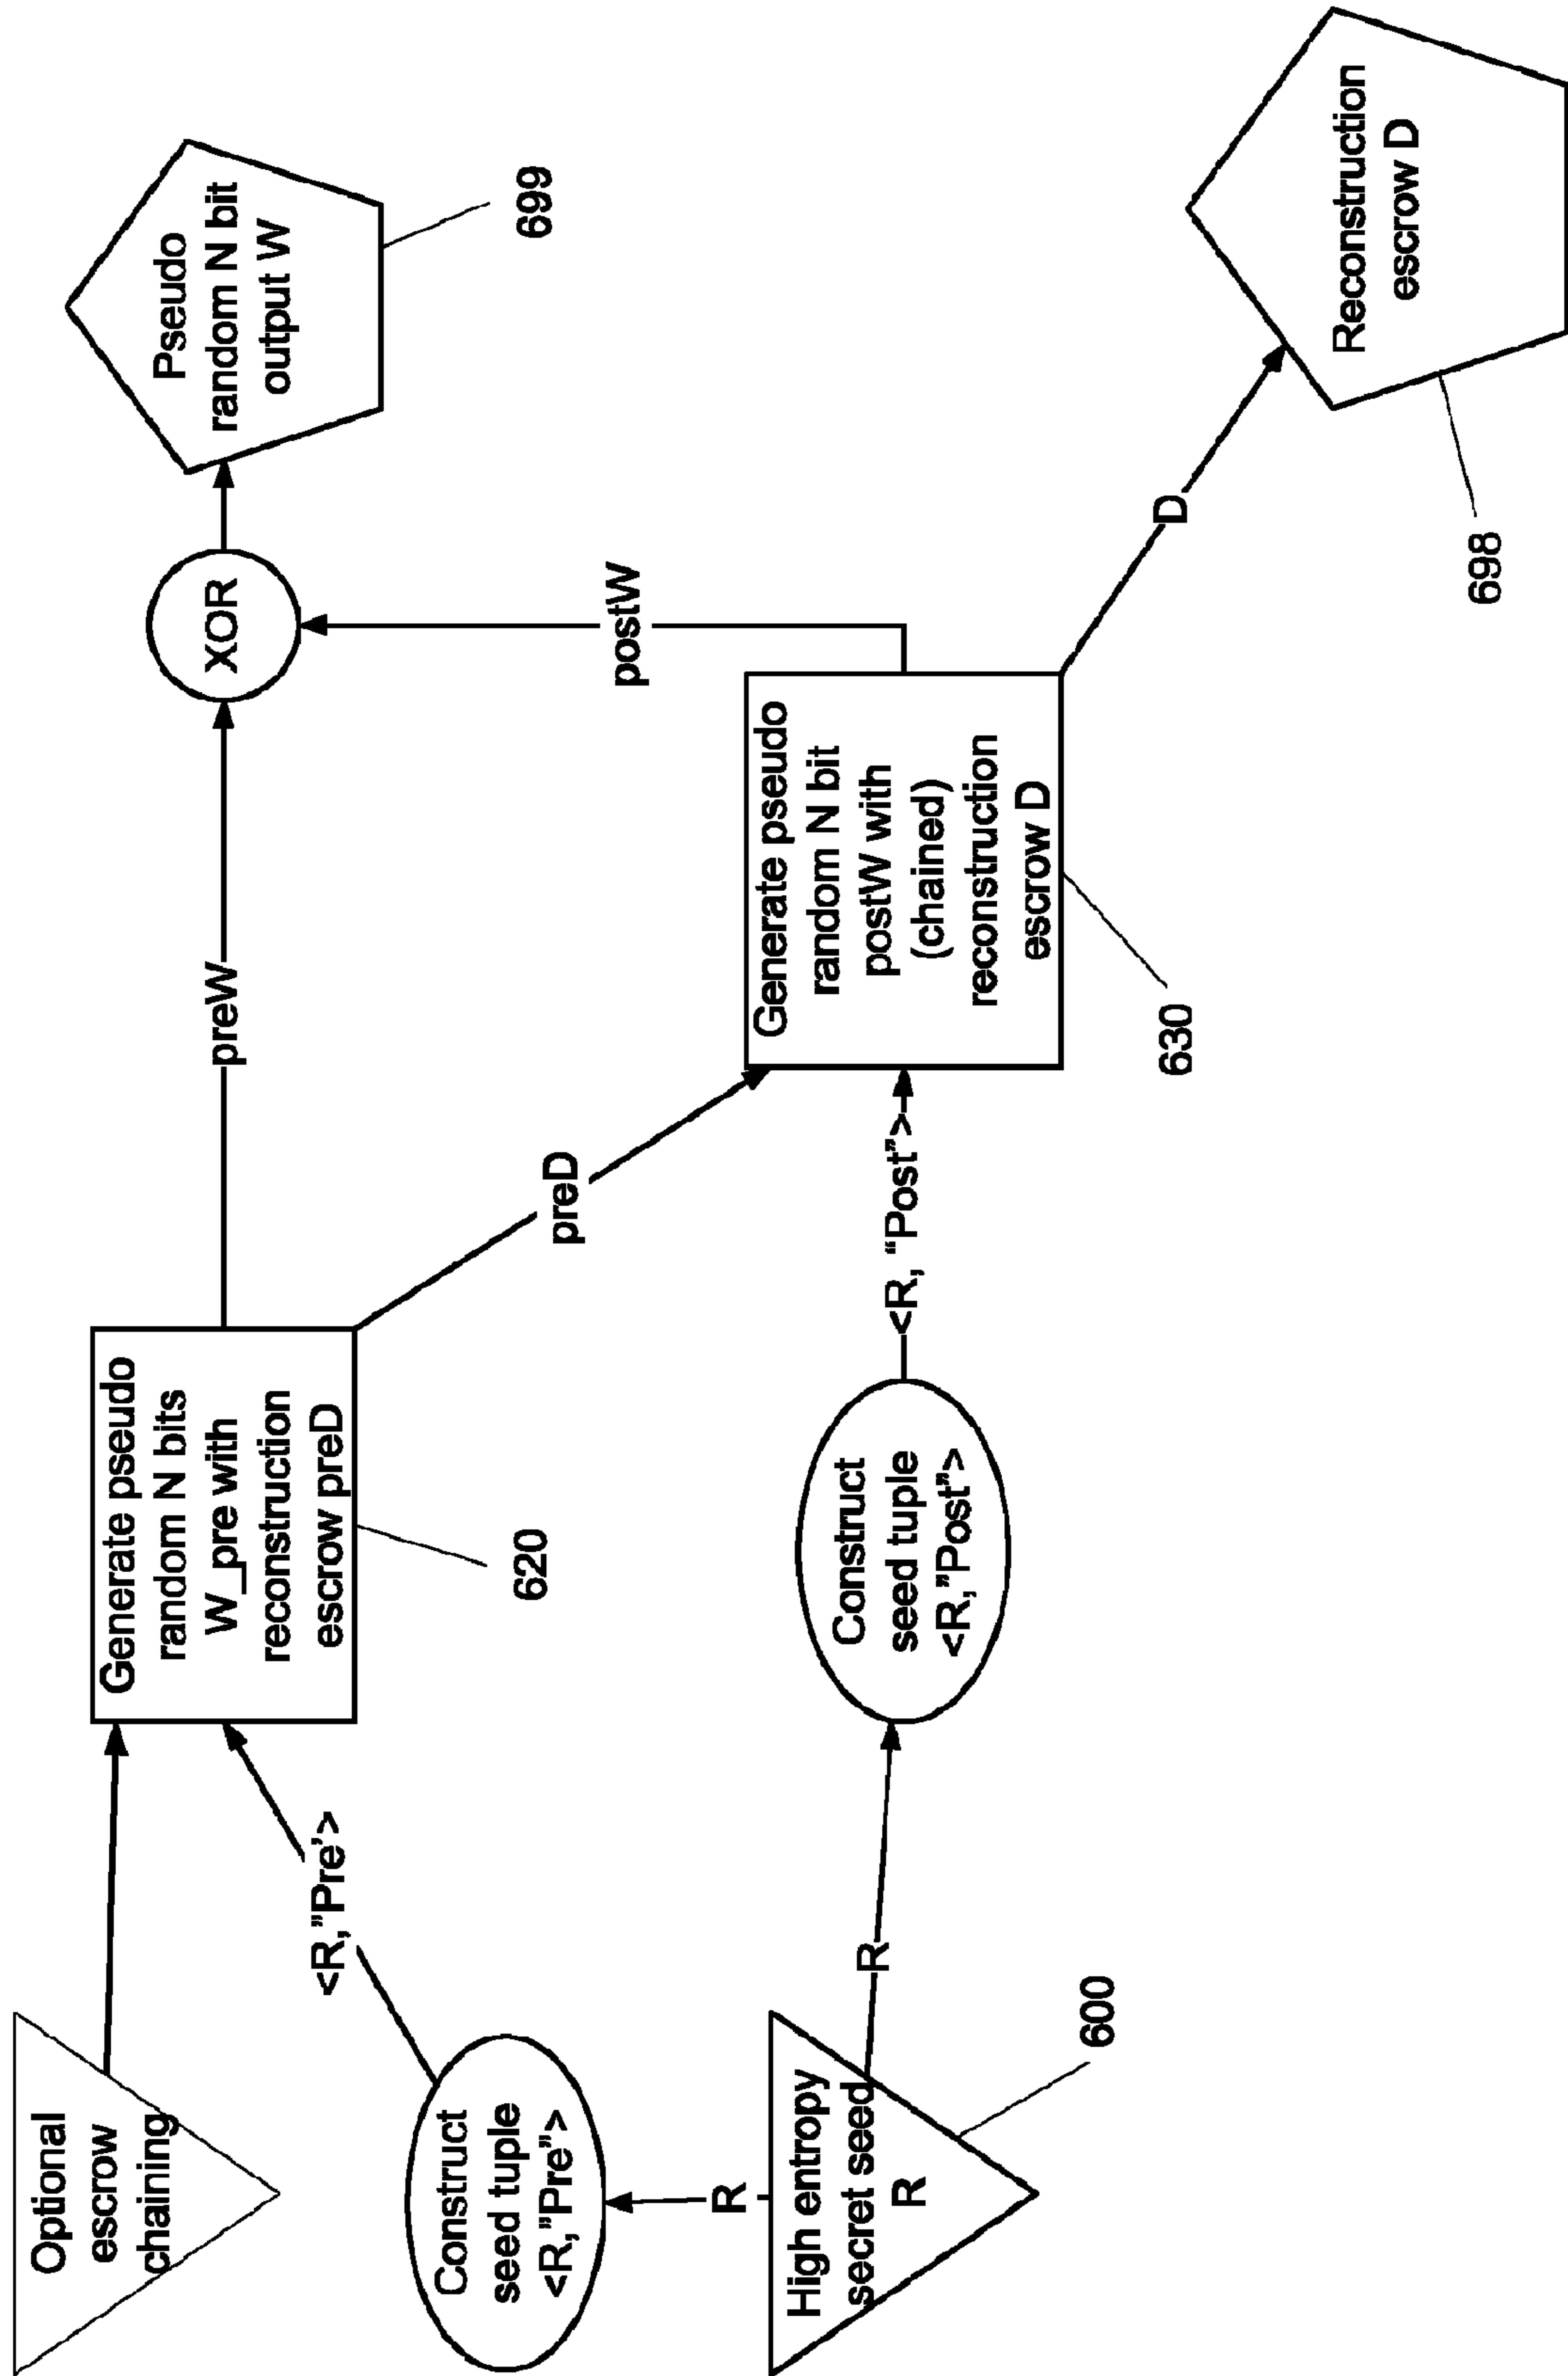 Optional
escrow
chaining
Construct
seed tuple
<R,"Pre">
R
High entropy
secret seed
R
600
<R,"Pre'>
R
Generate pseudo
random N bits
W_pre with
reconstruction
escrow preD
620
Construct
seed tuple
<R,"Post">
preW
preD
<R, "Post">
Generate pseudo
random N bit
postW with
(chained)
reconstruction
escrow D
630
XOR
postW
D
Pseudo
random N bit
output W
699
Reconstruction
escrow D
698